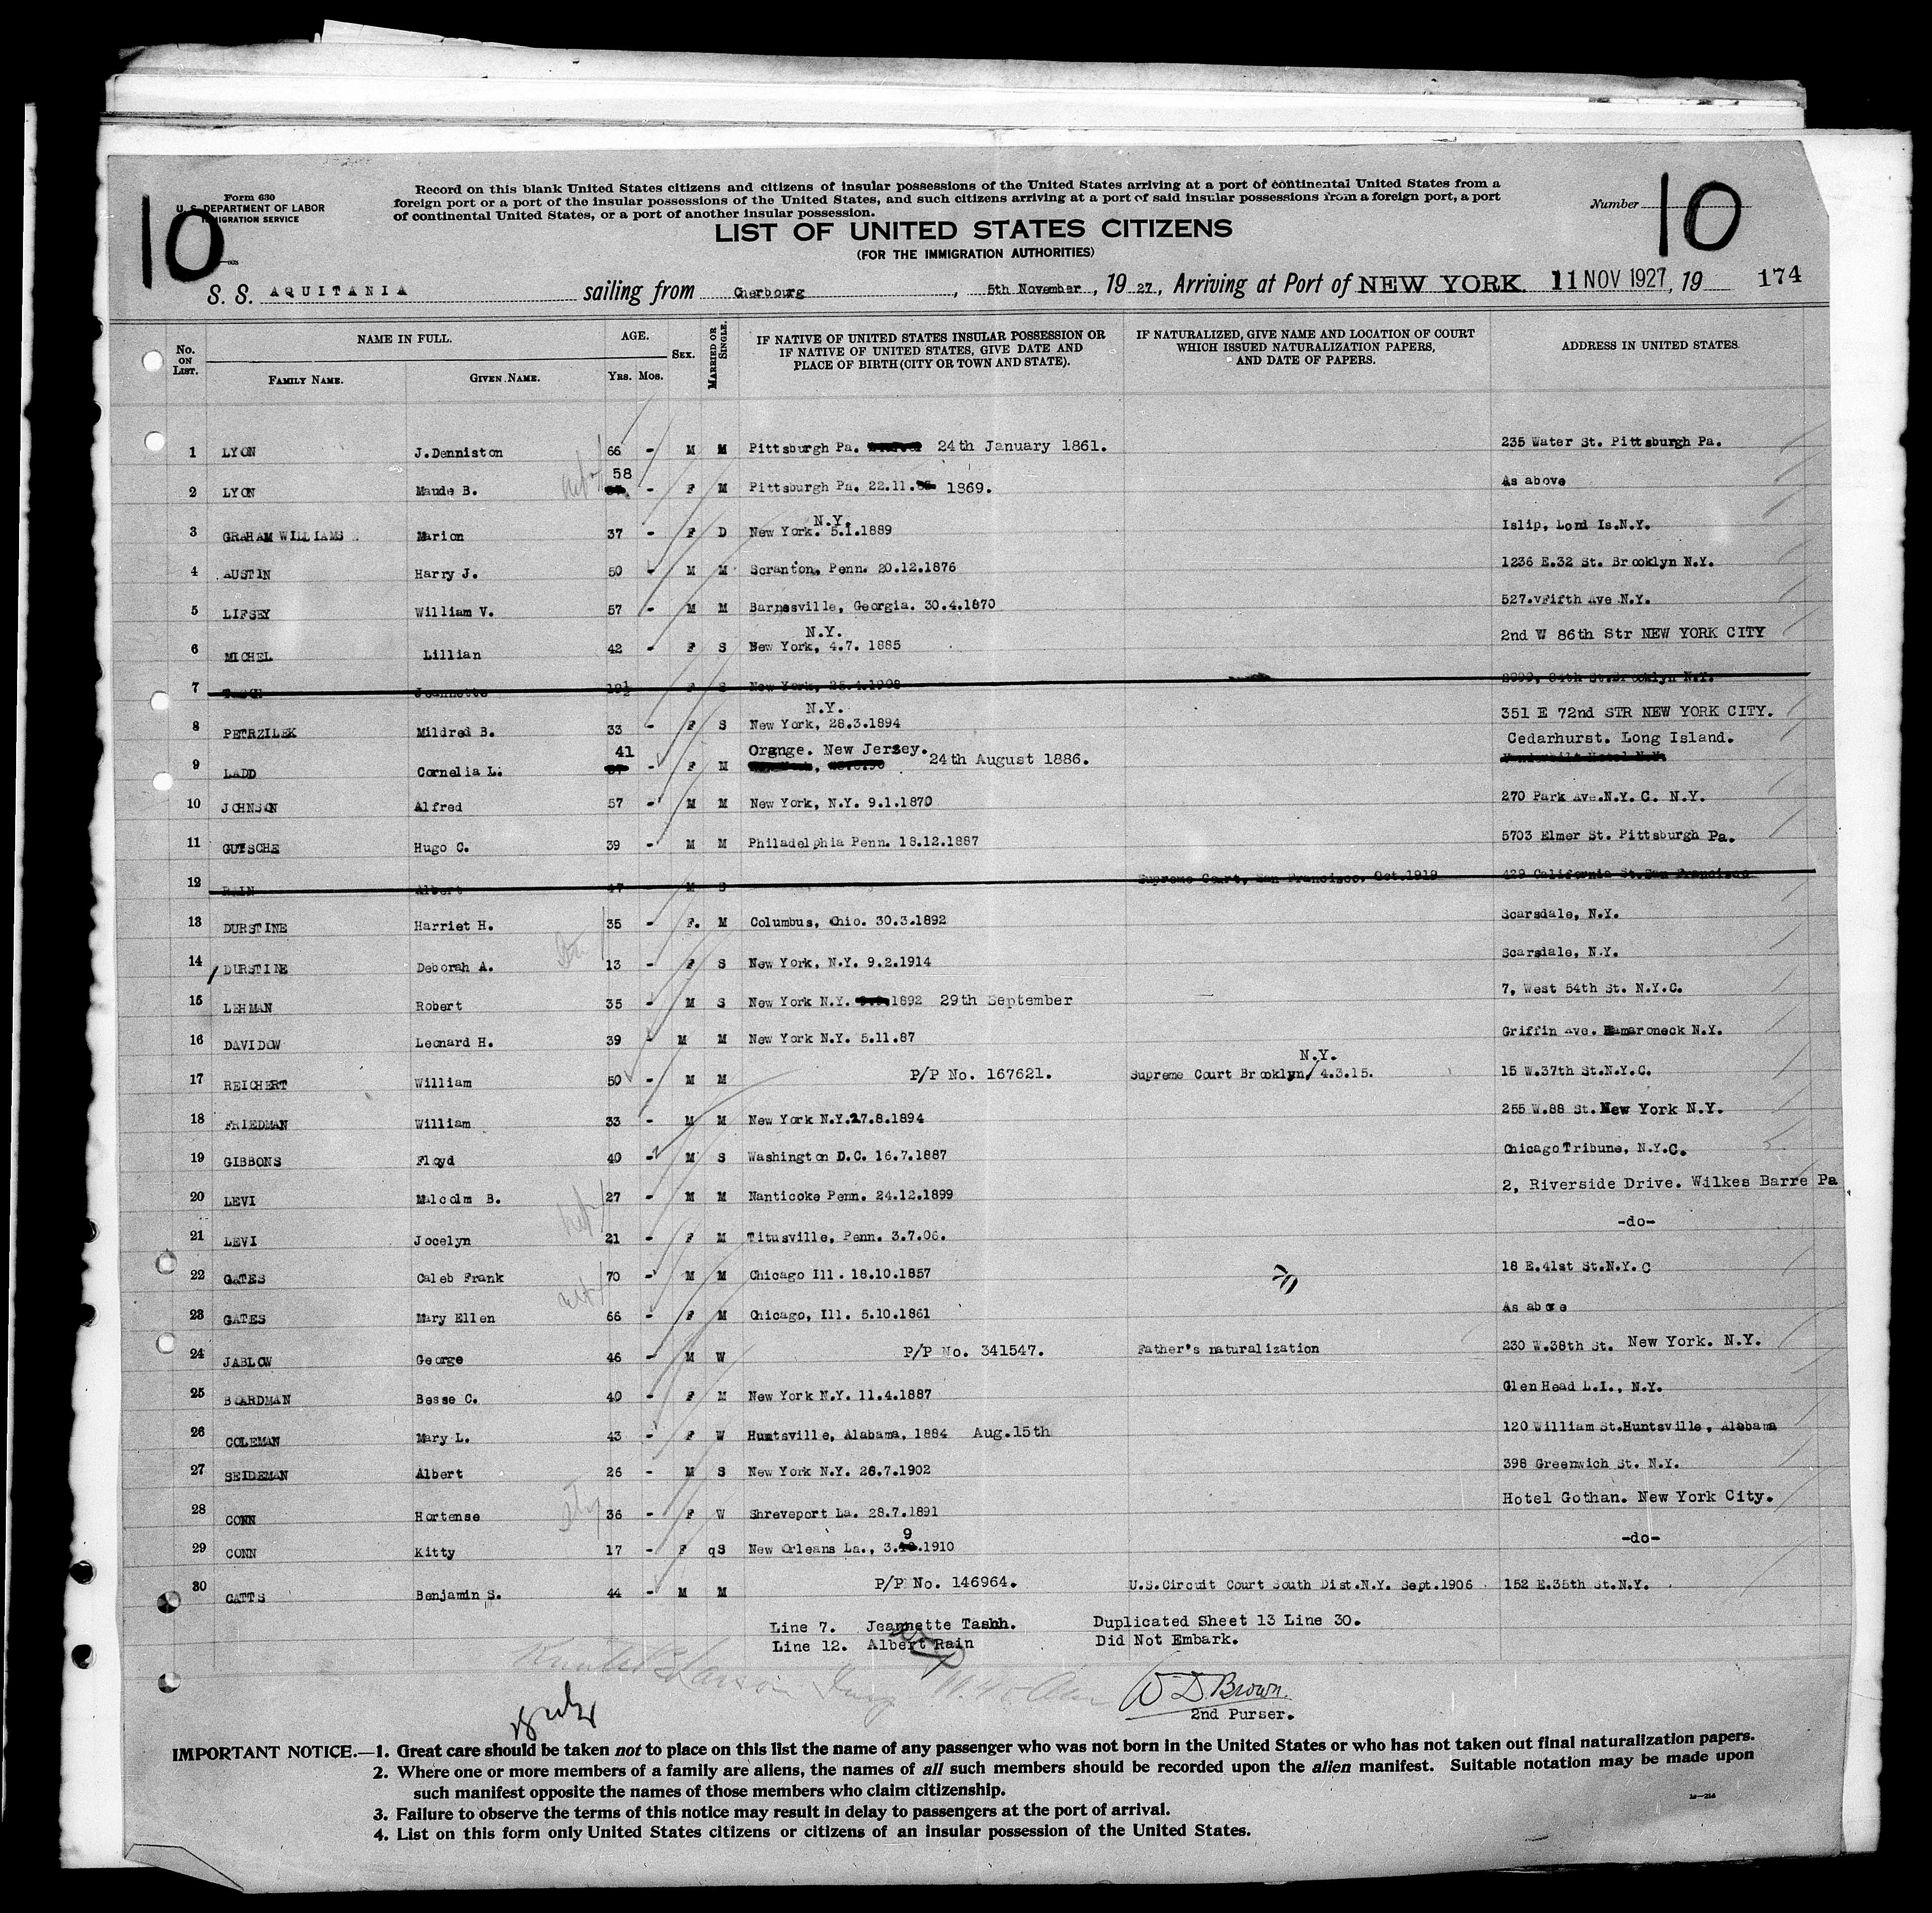 Form 630
U. S. DEPARTMENT OF LABOR
IMMIGRATION SERVICE
10
Record on this blank United States citizens and citizens of insular possessions of the United States arriving at a port of continental United States from a
foreign port or a port of the insular possessions of the United States, and such citizens arriving at a port of said insular possessions from a foreign port, a port
of continental United States, or a port of another insular possession.
Number 10
LIST OF UNITED STATES CITIZENS
(FOR THE IMMIGRATION AUTHORITIES)
S. S. AQUITANIA sailing from Cherbourg, 5th November, 19 27, Arriving at Port of NEW YORK. 11 NOV 1927, 19 174
No. ON LIST. NAME IN FULL. AGE. SEX. MARRIED OR SINGLE. IF NATIVE OF UNITED STATES INSULAR POSSESSION OR IF NATIVE OF UNITED STATES, GIVE DATE AND PLACE OF BIRTH (CITY OR TOWN AND STATE). IF NATURALIZED, GIVE NAME AND LOCATION OF COURT WHICH ISSUED NATURALIZATION PAPERS, AND DATE OF PAPERS. ADDRESS IN UNITED STATES
FAMILY NAME. GIVEN NAME. YRS. MOS.
1 LYON J.Denniston 66 - M M Pittsburgh Pa. 24th January 1861. 235 Water St. Pittsburgh Pa.
2 LYON Maude B. 58 - F M Pittsburgh Pa. 22.11. 1869. As above
3 GRAHAM WILLIAMS Marion 37 - F D New York. N.Y. 5.1.1889 Islip, Lond Is.N.Y.
4 AUSTIN Harry J. 50 - M M Scranton, Penn. 20.12.1876 1236 E.32 St. Brooklyn N.Y.
5 LIFSEY William V. 57 - M M Barnesville, Georgia. 30.4.1870 527.vFifth Ave N.Y.
6 MICHEL Lillian 42 - F S New York, N.Y. 4.7. 1885 2nd W 86th Str NEW YORK CITY
7 Jeannette 19½ F S New York, 25.4.1908 84th St.Brooklyn N.Y.
8 PETRZILEK Mildred B. 33 - F S New York, N.Y. 28.3.1894 351 E 72nd STR NEW YORK CITY.
9 LADD Cornelia L. 41 - F M Orange. New Jersey. 24th August 1886. Cedarhurst. Long Island. Vanderbilt Hotel N.Y.
10 JOHNSON Alfred 57 - M M New York, N.Y. 9.1.1870 270 Park Ave.N.Y. C. N.Y.
11 GUTSCHE Hugo C. 39 - M M Philadelphia Penn. 18.12.1887 5703 Elmer St. Pittsburgh Pa.
12 RAIN Albert 47 - M S Supreme Court, San Francisco. Oct.1919 429 California St.San Francisco
13 DURSTINE Harriet H. 35 - F. M Columbus, Ohio. 30.3.1892 Scarsdale, N.Y.
14 DURSTINE Deborah A. 13 - F S New York, N.Y. 9.2.1914 Scarsdale, N.Y.
15 LEHMAN Robert 35 - M S New York N.Y. 1892 29th September 7, West 54th St. N.Y.C.
16 DAVIDOW Leonard H. 39 - M M New York N.Y. 5.11.87 Griffin Ave. Mamaroneck N.Y.
17 REICHERT William 50 - M M P/P No. 167621. Supreme Court Brooklyn/ N.Y. 4.3.15. 15 W.37th St.N.Y.C.
18 FRIEDMAN William 33 - M M New York N.Y.27.8.1894 255 W.88 St. New York N.Y.
19 GIBBONS Floyd 40 - M S Washington D.C. 16.7.1887 Chicago Tribune, N.Y.C.
20 LEVI Malcolm B. 27 - M M Nanticoke Penn. 24.12.1899 2, Riverside Drive. Wilkes Barre Pa
21 LEVI Jocelyn 21 - F M Titusville, Penn. 3.7.06. -do-
22 GATES Caleb Frank 70 - M M Chicago Ill. 18.10.1857 18 E.41st St.N.Y.C
23 GATES Mary Ellen 66 - F M Chicago, Ill. 5.10.1861 As above
24 JABLOW George 46 - M W P/P No. 341547. Father's naturalization 230 W.38th St. New York. N.Y.
25 BOARDMAN Besse C. 40 - F M New York N.Y. 11.4.1887 Glen Head L.I., N.Y.
26 COLEMAN Mary L. 43 - F W Huntsville, Alabama, 1884 Aug.15th 120 William St.Huntsville, Alabama
27 SEIDEMAN Albert 26 - M S New York N.Y. 26.7.1902 398 Greenwich St. N.Y.
28 CONN Hortense 36 - F W Shreveport La. 28.7.1891 Hotel Gothan. New York City.
29 CONN Kitty 17 - F qS New Orleans La., 3.9.1910 -do-
30 CATTS Benjamin S. 44 - M M P/P No. 146964. U.S.Circuit Court South Dist.N.Y. Sept.1906 152 E.35th St.N.Y.
Line 7. Jeannette Tashh. Duplicated Sheet 13 Line 30.
Line 12. Albert Rain Did Not Embark.
W D. Brown.
2nd Purser.
IMPORTANT NOTICE.—1. Great care should be taken not to place on this list the name of any passenger who was not born in the United States or who has not taken out final naturalization papers.
2. Where one or more members of a family are aliens, the names of all such members should be recorded upon the alien manifest. Suitable notation may be made upon
such manifest opposite the names of those members who claim citizenship.
3. Failure to observe the terms of this notice may result in delay to passengers at the port of arrival.
4. List on this form only United States citizens or citizens of an insular possession of the United States.